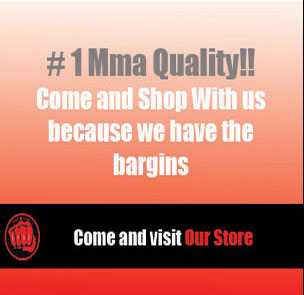 # 1 Mma Quality!!
Come and Shop With us
because we have the
bargins
Come and visit Our Store